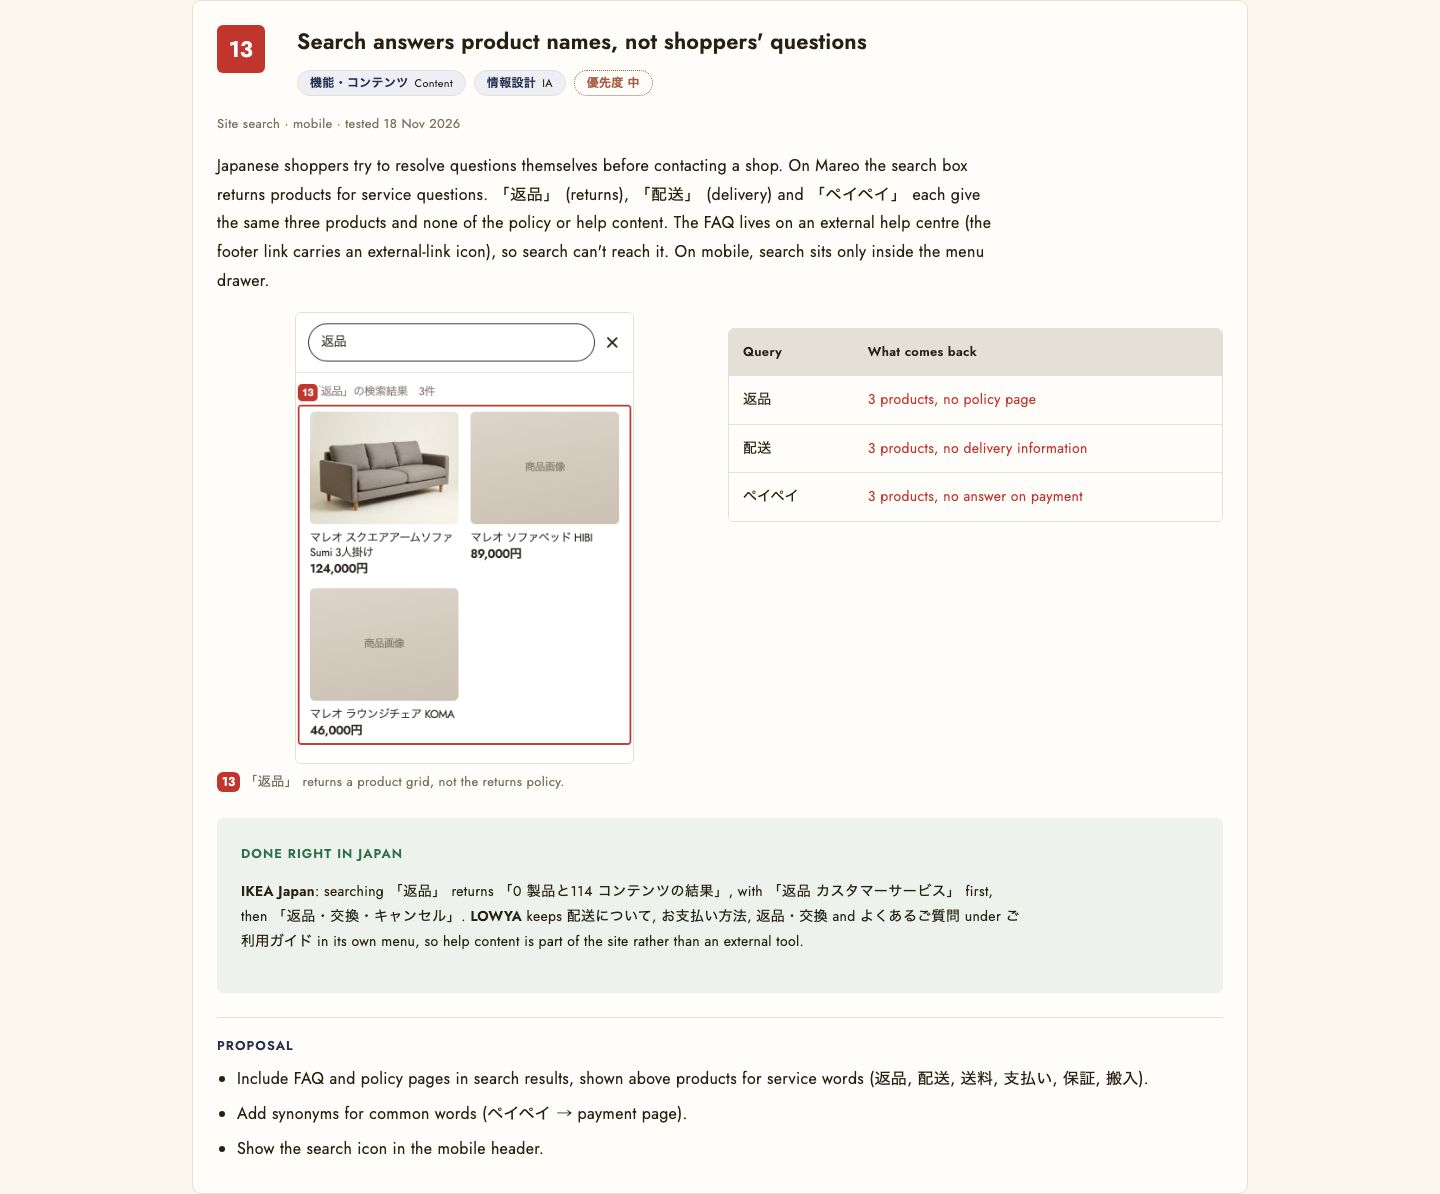 13
Search answers product names, not shoppers' questions
機能・コンテンツ Content
情報設計 IA
優先度 中
Site search · mobile · tested 18 Nov 2026
Japanese shoppers try to resolve questions themselves before contacting a shop. On Mareo the search box
returns products for service questions. 「返品」 (returns), 「配送」 (delivery) and 「ペイペイ」 each give
the same three products and none of the policy or help content. The FAQ lives on an external help centre (the
footer link carries an external-link icon), so search can't reach it. On mobile, search sits only inside the menu
drawer.
返品
13
返品」の検索結果 3件
商品画像
マレオ スクエアアームソファ
Sumi 3人掛け
124,000円
マレオ ソファベッド HIBI
89,000円
商品画像
マレオ ラウンジチェア KOMA
46,000円
13 「返品」 returns a product grid, not the returns policy.
Query What comes back
返品 3 products, no policy page
配送 3 products, no delivery information
ペイペイ 3 products, no answer on payment
DONE RIGHT IN JAPAN
IKEA Japan: searching 「返品」 returns 「0 製品と114 コンテンツの結果」, with 「返品 カスタマーサービス」 first,
then 「返品・交換・キャンセル」. LOWYA keeps 配送について, お支払い方法, 返品・交換 and よくあるご質問 under ご
利用ガイド in its own menu, so help content is part of the site rather than an external tool.
PROPOSAL
• Include FAQ and policy pages in search results, shown above products for service words (返品, 配送, 送料, 支払い, 保証, 搬入).
• Add synonyms for common words (ペイペイ → payment page).
• Show the search icon in the mobile header.